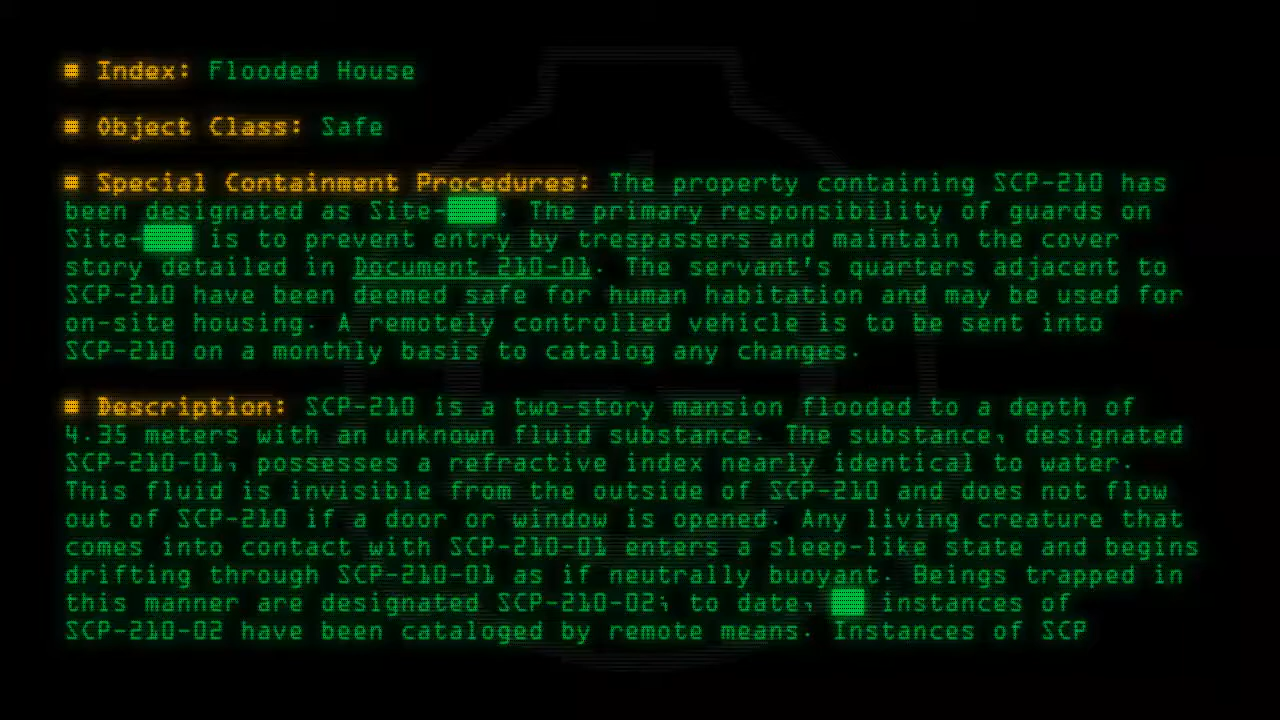 ■ Index: Flooded House
■ Object Class: Safe
■ Special Containment Procedures: The property containing SCP-210 has
been designated as Site-███. The primary responsibility of guards on
Site-███ is to prevent entry by trespassers and maintain the cover
story detailed in Document 210-01. The servant's quarters adjacent to
SCP-210 have been deemed safe for human habitation and may be used for
on-site housing. A remotely controlled vehicle is to be sent into
SCP-210 on a monthly basis to catalog any changes.
■ Description: SCP-210 is a two-story mansion flooded to a depth of
4.35 meters with an unknown fluid substance. The substance, designated
SCP-210-01, possesses a refractive index nearly identical to water.
This fluid is invisible from the outside of SCP-210 and does not flow
out of SCP-210 if a door or window is opened. Any living creature that
comes into contact with SCP-210-01 enters a sleep-like state and begins
drifting through SCP-210-01 as if neutrally buoyant. Beings trapped in
this manner are designated SCP-210-02; to date, ██ instances of
SCP-210-02 have been cataloged by remote means. Instances of SCP